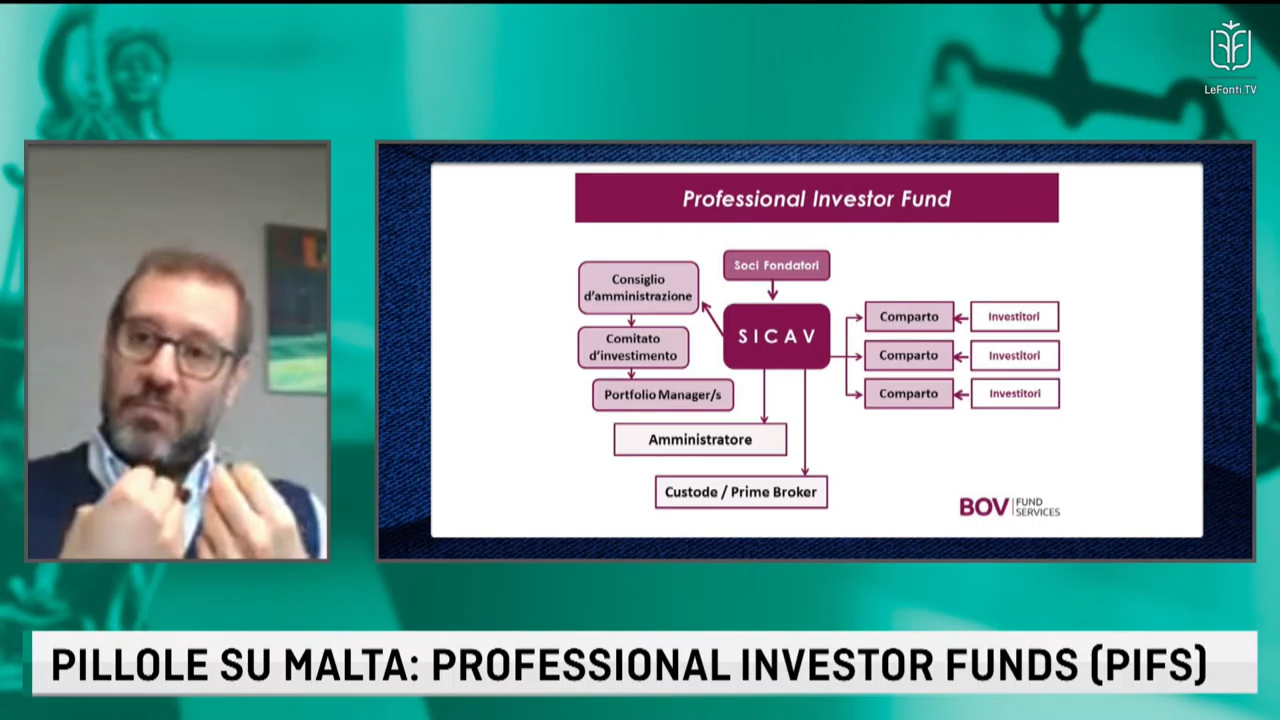 LeFonti.TV
Professional Investor Fund
Soci Fondatori
Consiglio
d'amministrazione
SICAV
Comitato
d'investimento
Portfolio Manager/s
Comparto
Investitori
Comparto
Investitori
Comparto
Investitori
Amministratore
Custode / Prime Broker
BOV FUND
SERVICES
PILLOLE SU MALTA: PROFESSIONAL INVESTOR FUNDS (PIFS)